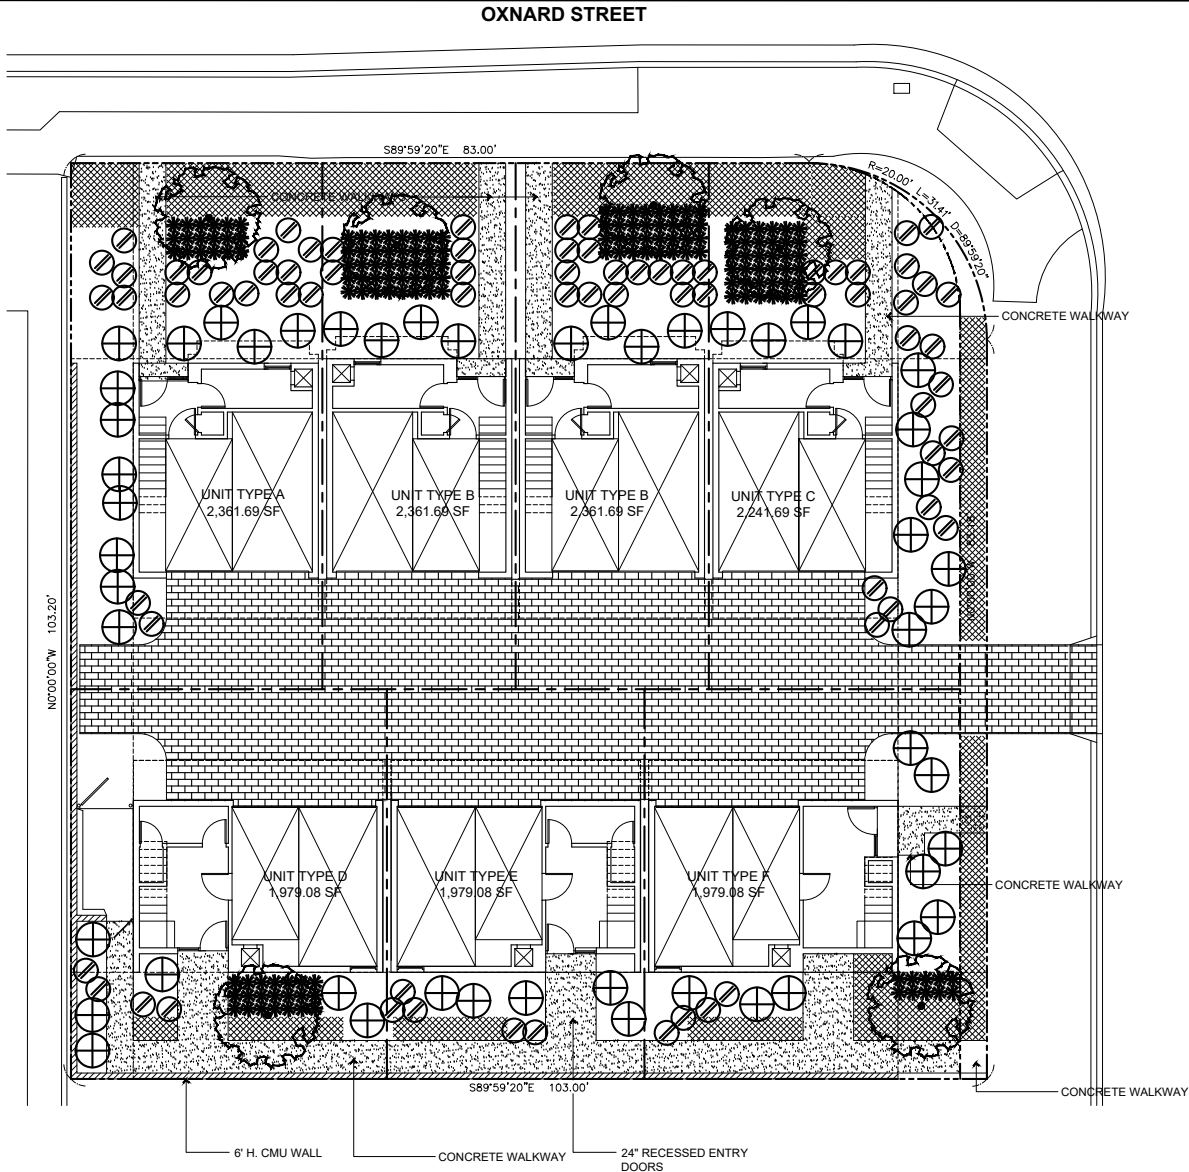 OXNARD STREET
S89°59'20"E 83.00'
CONCRETE WALKWAY
R=20.00' L=31.41' D=89°59'20"
CONCRETE WALKWAY
UNIT TYPE A
2,361.69 SF
UNIT TYPE B
2,361.69 SF
UNIT TYPE B
2,361.69 SF
UNIT TYPE C
2,241.69 SF
N0°00'00"W 103.20'
UNIT TYPE D
1,979.08 SF
UNIT TYPE E
1,979.08 SF
UNIT TYPE F
1,979.08 SF
CONCRETE WALKWAY
S89°59'20"E 103.00'
CONCRETE WALKWAY
6' H. CMU WALL
CONCRETE WALKWAY
24" RECESSED ENTRY
DOORS